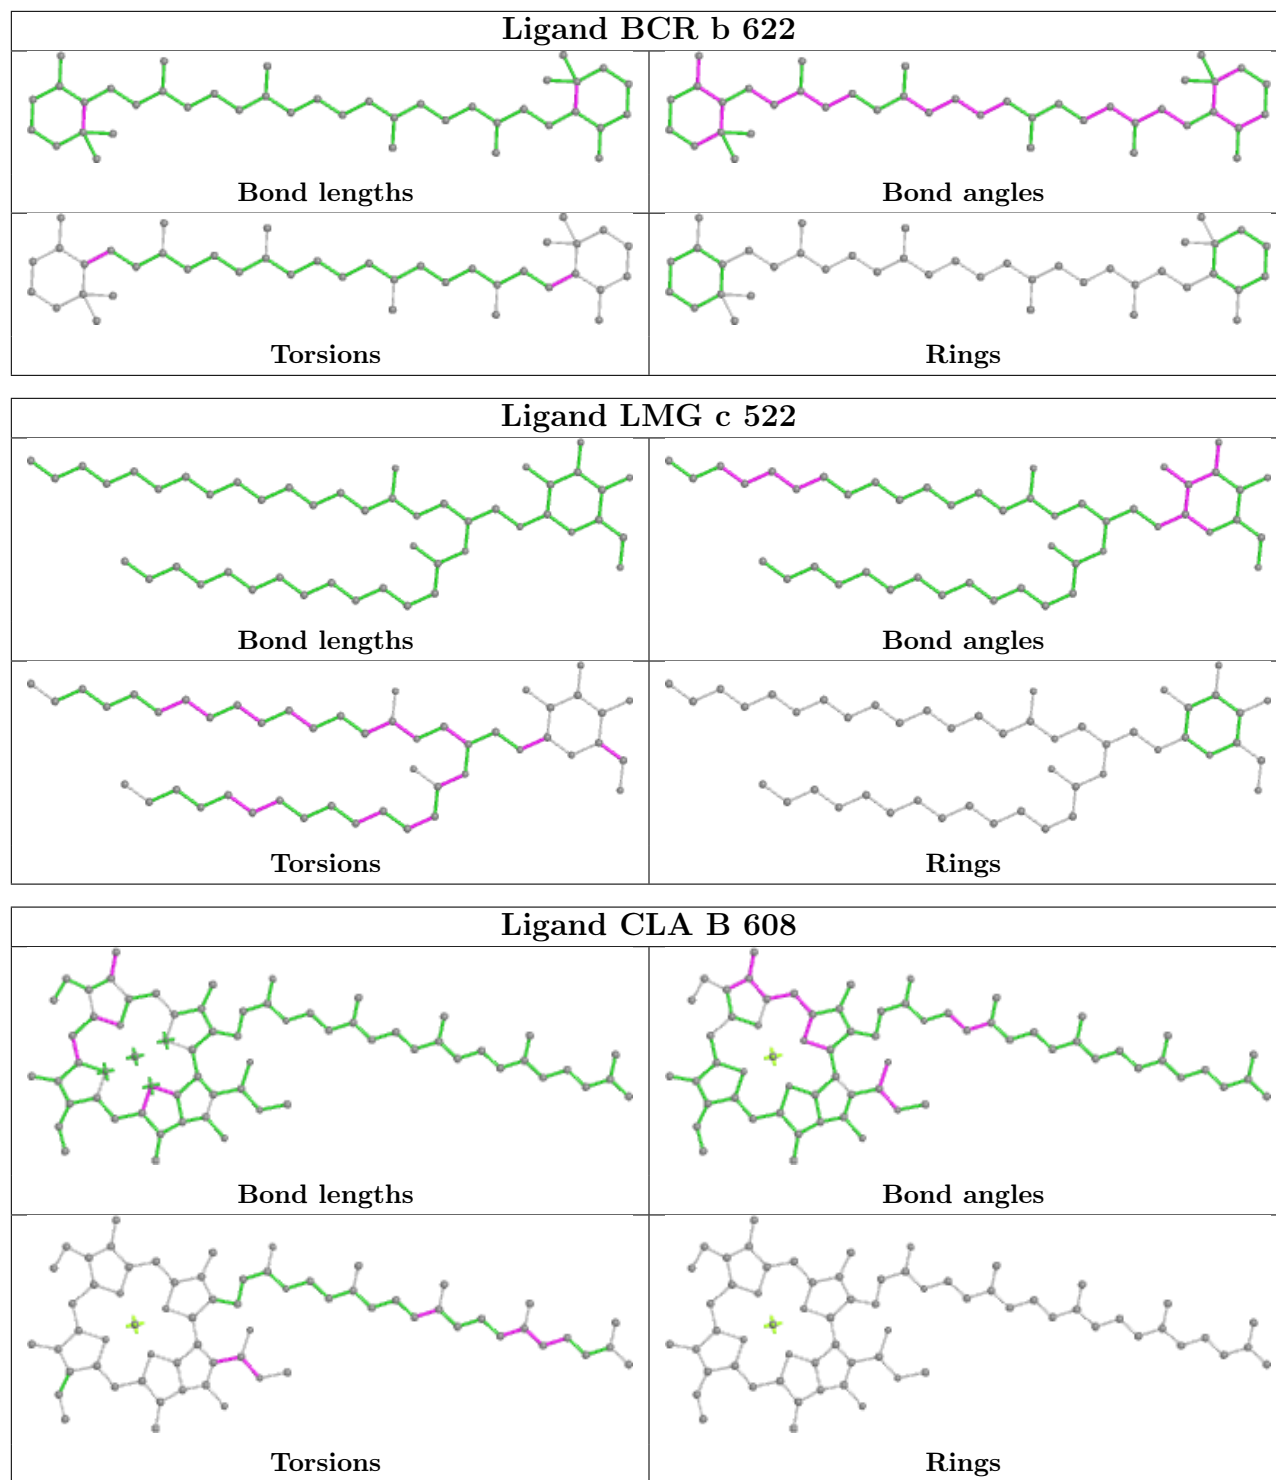 Ligand BCR b 622
Bond lengths
Bond angles
Torsions
Rings
Ligand LMG c 522
Bond lengths
Bond angles
Torsions
Rings
Ligand CLA B 608
Bond lengths
Bond angles
Torsions
Rings